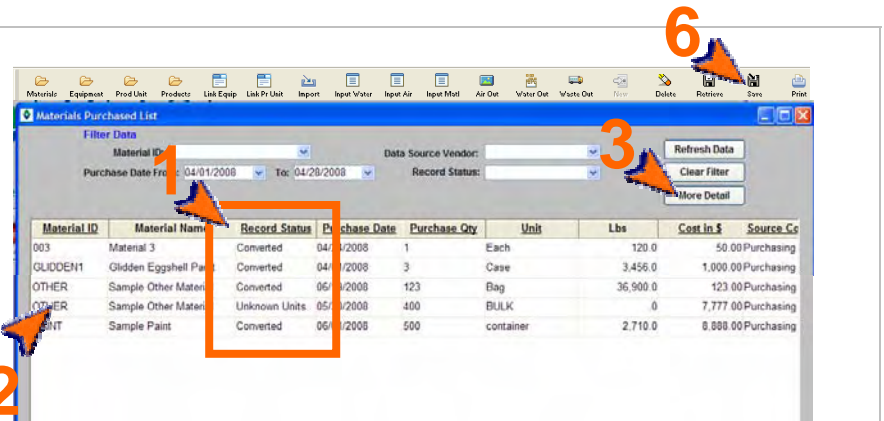 6
Materials Equipment Prod Unit Products Link Equip Link Pr Unit Import Input Water Input Air Input Matl Air Out Water Out Waste Out New Delete Retrieve Save Print
Materials Purchased List
Filter Data
Material ID: Data Source Vendor: Refresh Data
1 3
Purchase Date From: 04/01/2008 To: 04/28/2008 Record Status: Clear Filter
More Detail
Material ID Material Name Record Status Purchase Date Purchase Qty Unit Lbs Cost in $ Source Cc
003 Material 3 Converted 1 Each 120.0 50.00 Purchasing
GLIDDEN1 Glidden Eggshell Paint Converted 3 Case 3,456.0 1,000.00 Purchasing
OTHER Sample Other Materi Converted 123 Bag 36,900.0 123.00 Purchasing
OTHER Sample Other Materi Unknown Units 400 BULK .0 7,777.00 Purchasing
Sample Paint Converted 500 container 2,710.0 8,888.00 Purchasing
2